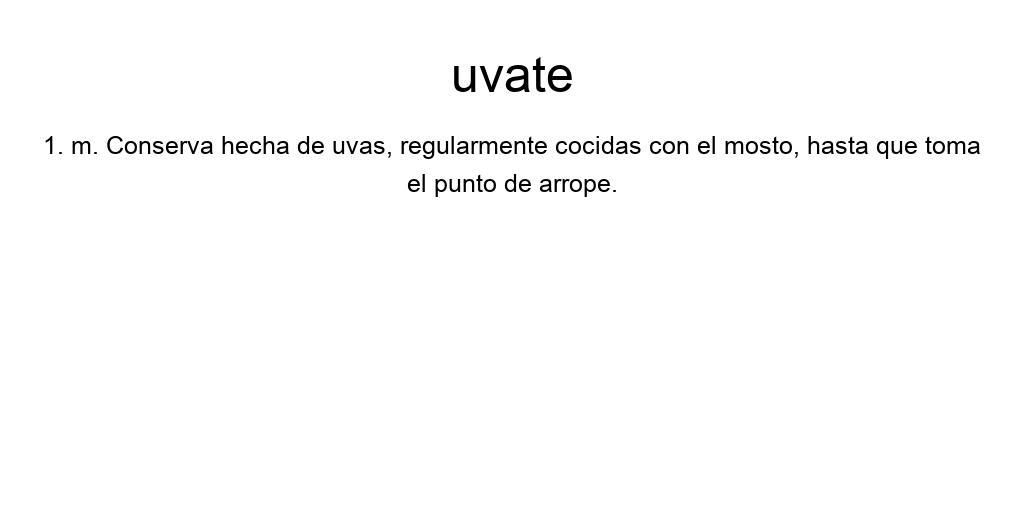 uvate
1. m. Conserva hecha de uvas, regularmente cocidas con el mosto, hasta que toma
el punto de arrope.